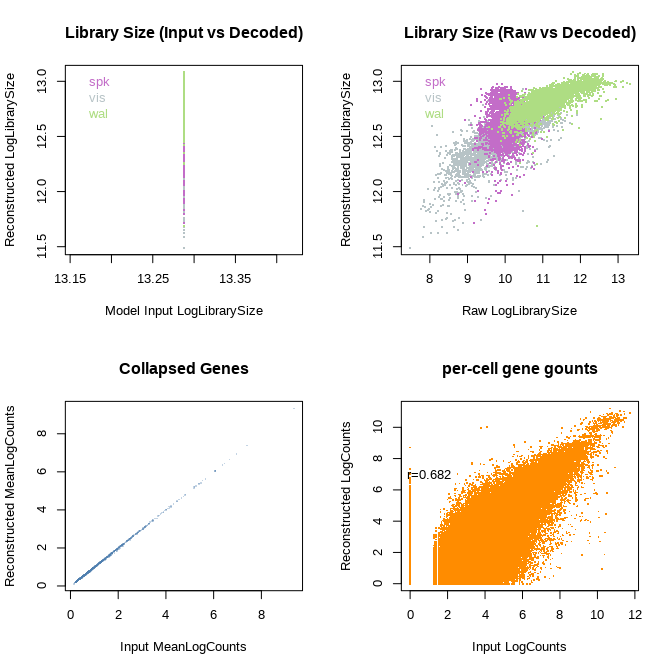 Library Size (Input vs Decoded)
Reconstructed LogLibrarySize
11.5 12.0 12.5 13.0
spk
vis
wai
13.15 13.25 13.35
Model Input LogLibrarySize
Library Size (Raw vs Decoded)
Reconstructed LogLibrarySize
11.5 12.0 12.5 13.0
spk
vis
wai
8 9 10 11 12 13
Raw LogLibrarySize
Collapsed Genes
Reconstructed MeanLogCounts
0 2 4 6 8
0 2 4 6 8
Input MeanLogCounts
per-cell gene gounts
Reconstructed LogCounts
0 2 4 6 8 10
r=0.682
0 2 4 6 8 10 12
Input LogCounts